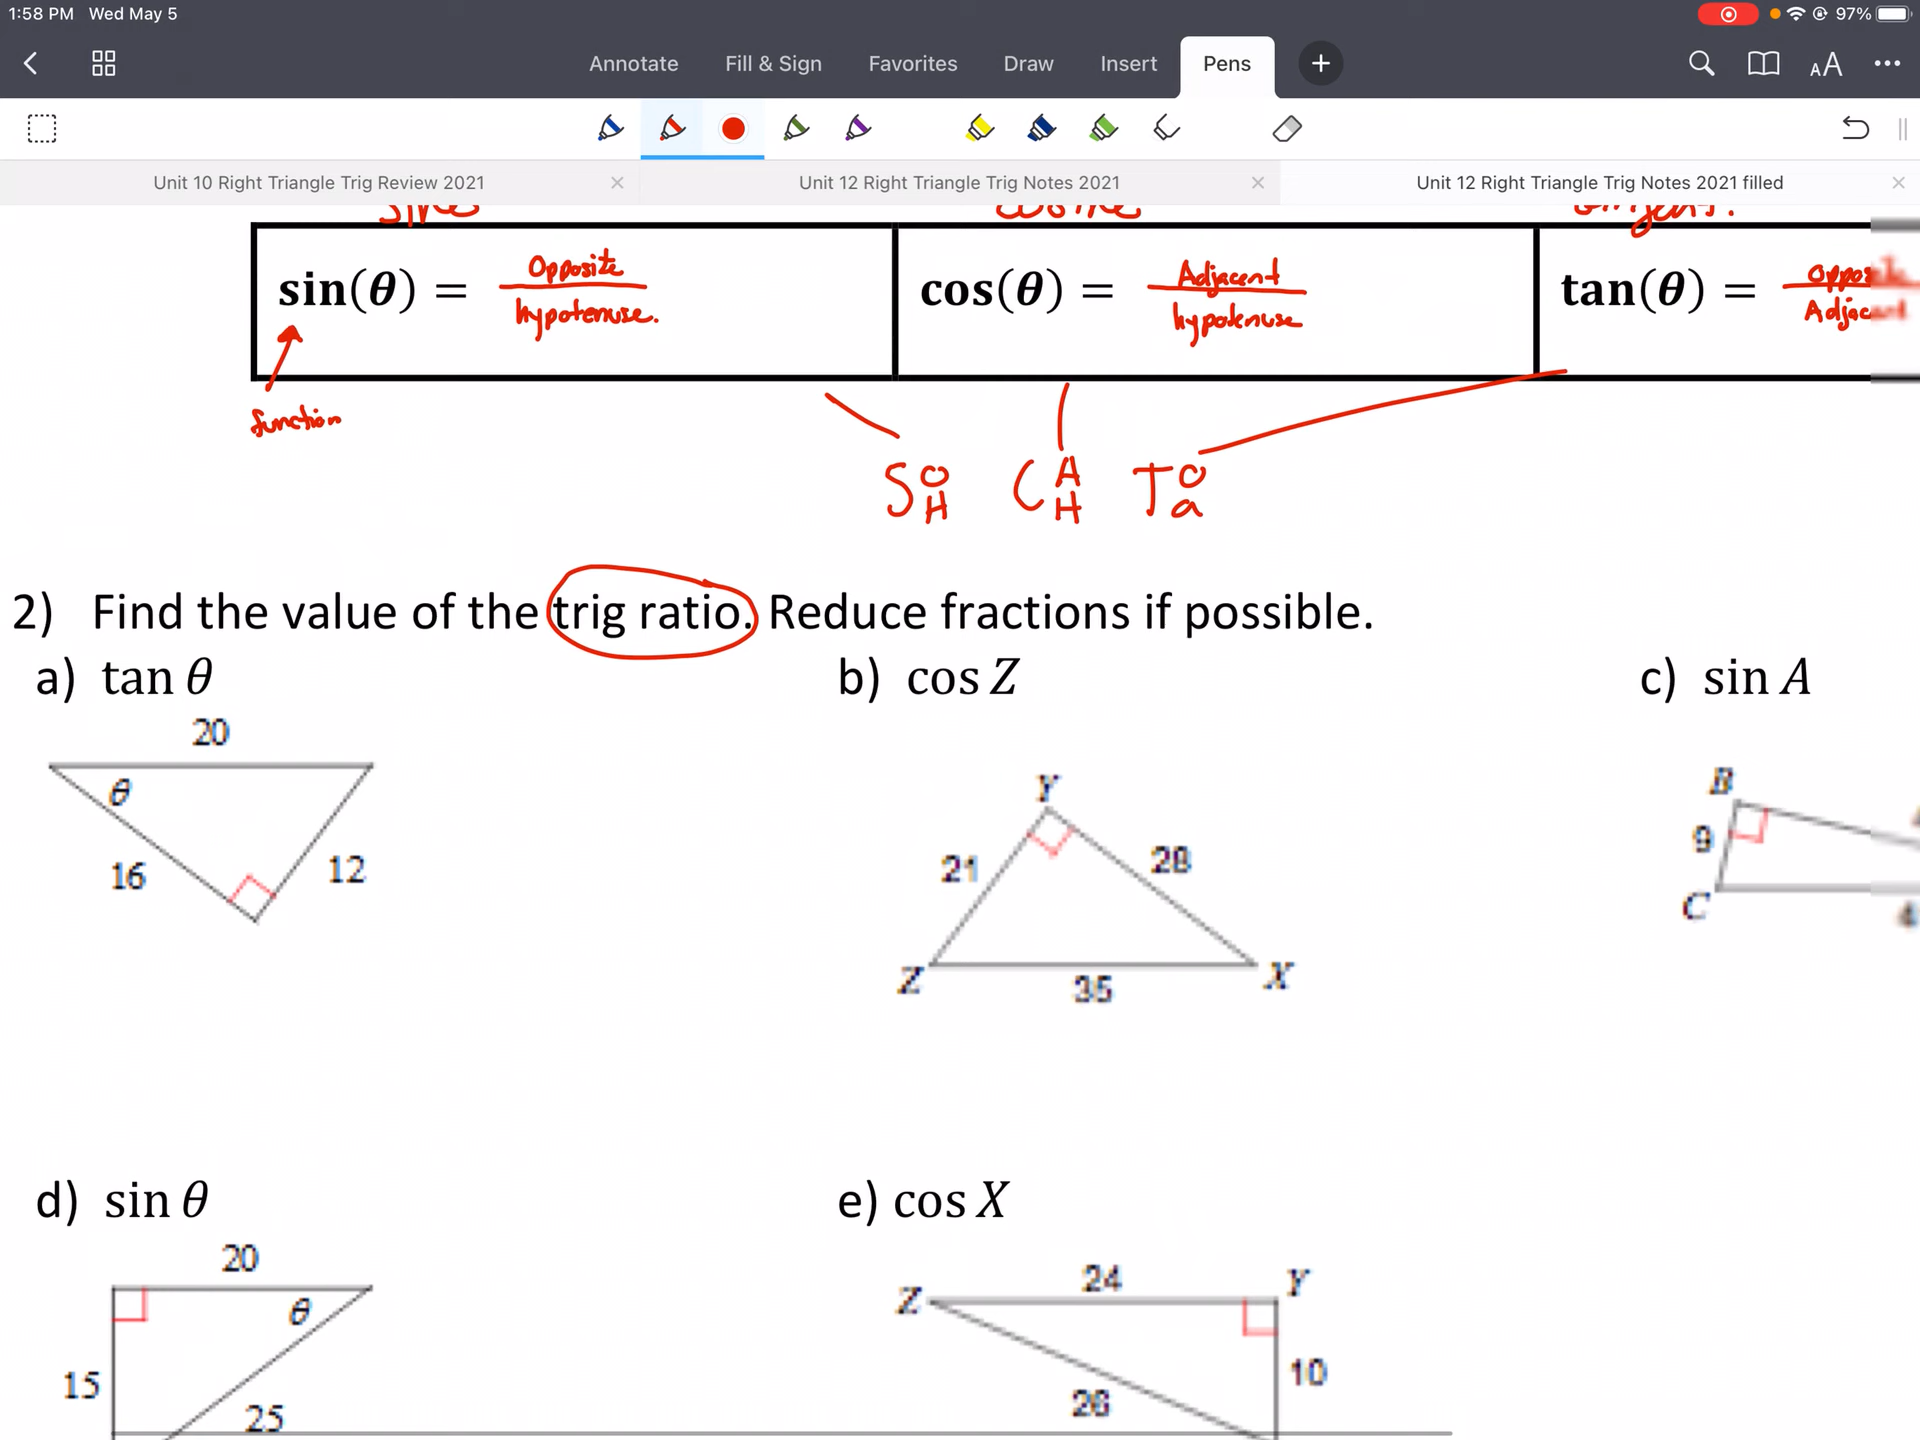 1:58 PM Wed May 5
97%
Annotate Fill & Sign Favorites Draw Insert Pens
AA
Unit 10 Right Triangle Trig Review 2021
Unit 12 Right Triangle Trig Notes 2021
Unit 12 Right Triangle Trig Notes 2021 filled
sin(θ) = Opposite
hypotenuse.
cos(θ) = Adjacent
hypotenuse
tan(θ) =
function
S O H C A H T O a
2) Find the value of the trig ratio. Reduce fractions if possible.
a) tan θ
20
θ
16
12
b) cos Z
Y
21
28
Z
35
X
c) sin A
B
9
C
d) sin θ
20
θ
15
25
e) cos X
Z
24
Y
10
26